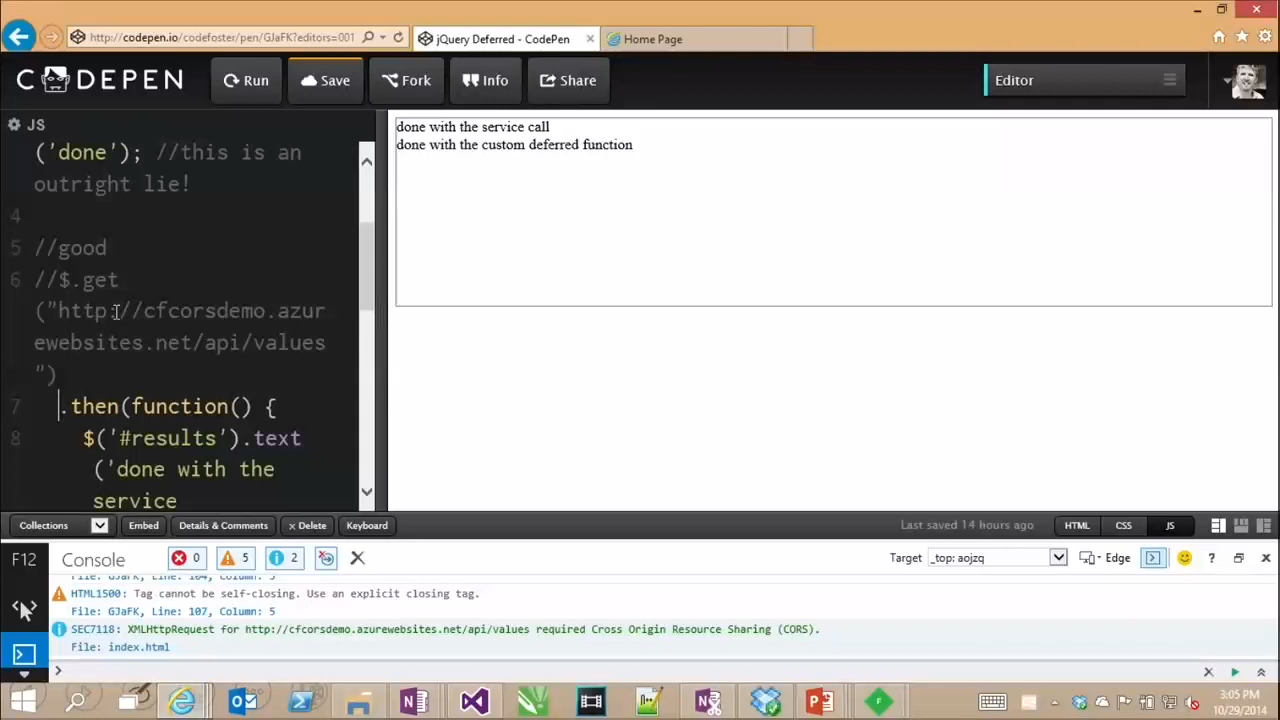 http://codepen.io/codefoster/pen/GJaFK?editors=001
jQuery Deferred - CodePen
Home Page
CODEPEN
Run
Save
Fork
Info
Share
Editor
JS
('done'); //this is an
outright lie!
4
5 //good
6 //$.get
("http://cfcorsdemo.azur
ewebsites.net/api/values
")
7 .then(function() {
8 $('#results').text
('done with the
service
done with the service call
done with the custom deferred function
Collections
Embed
Details & Comments
x Delete
Keyboard
Last saved 14 hours ago
HTML
CSS
JS
F12
Console
0
5
2
Target
_top: aojzq
Edge
?
File: GJaFK, Line: 104, Column: 5
HTML1500: Tag cannot be self-closing. Use an explicit closing tag.
File: GJaFK, Line: 107, Column: 5
SEC7118: XMLHttpRequest for http://cfcorsdemo.azurewebsites.net/api/values required Cross Origin Resource Sharing (CORS).
File: index.html
3:05 PM
10/29/2014